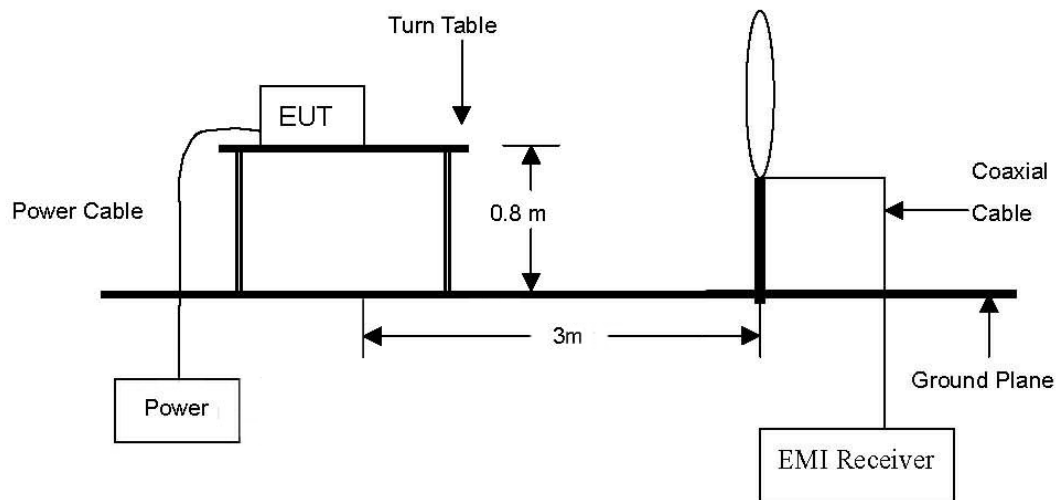 Turn Table
EUT
Coaxial
Cable
0.8 m
Power Cable
3m
Ground Plane
Power
EMI Receiver